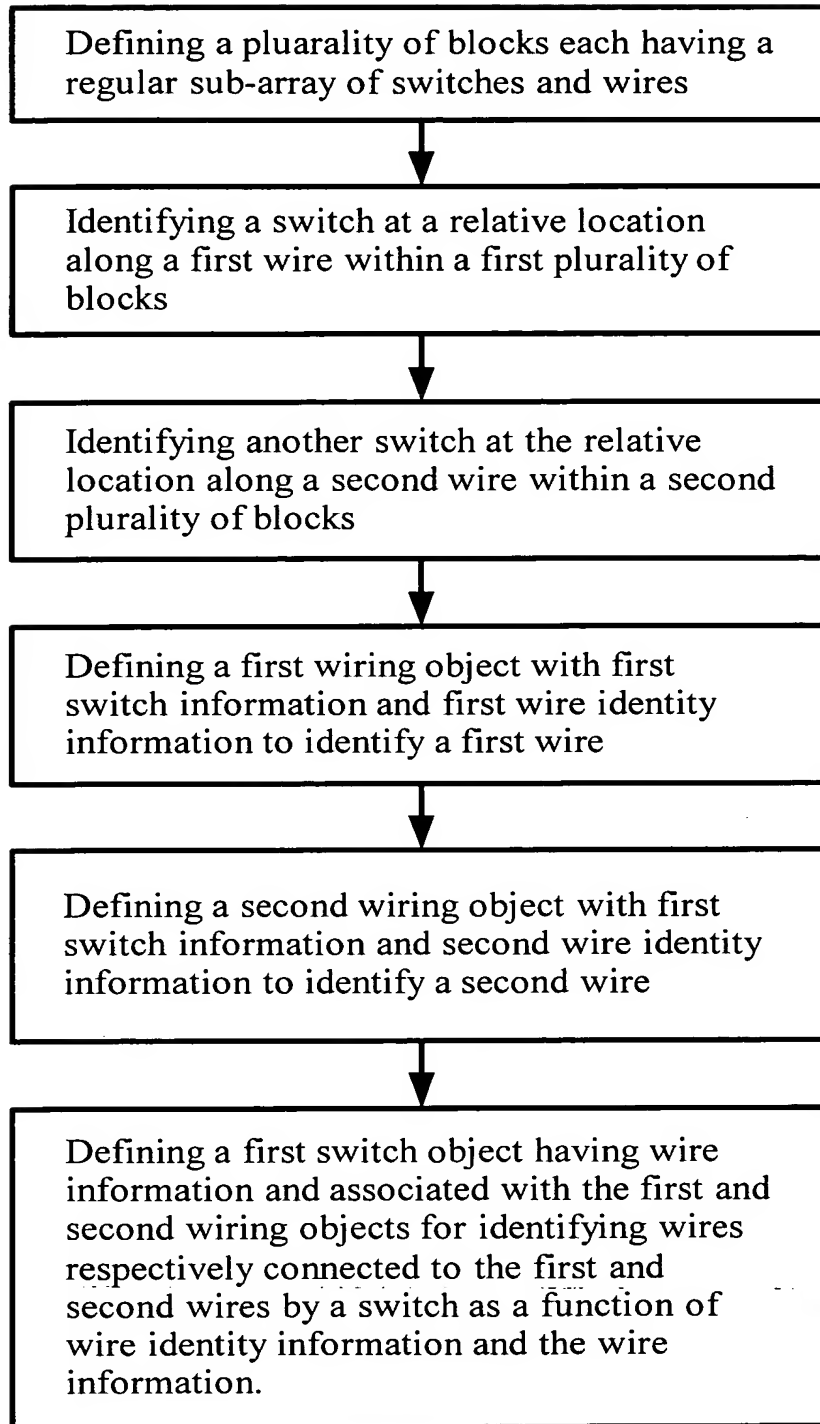 Defining a pluarality of blocks each having a
regular sub-array of switches and wires
Identifying a switch at a relative location
along a first wire within a first plurality of
blocks
Identifying another switch at the relative
location along a second wire within a second
plurality of blocks
Defining a first wiring object with first
switch information and first wire identity
information to identify a first wire
Defining a second wiring object with first
switch information and second wire identity
information to identify a second wire
Defining a first switch object having wire
information and associated with the first and
second wiring objects for identifying wires
respectively connected to the first and
second wires by a switch as a function of
wire identity information and the wire
information.